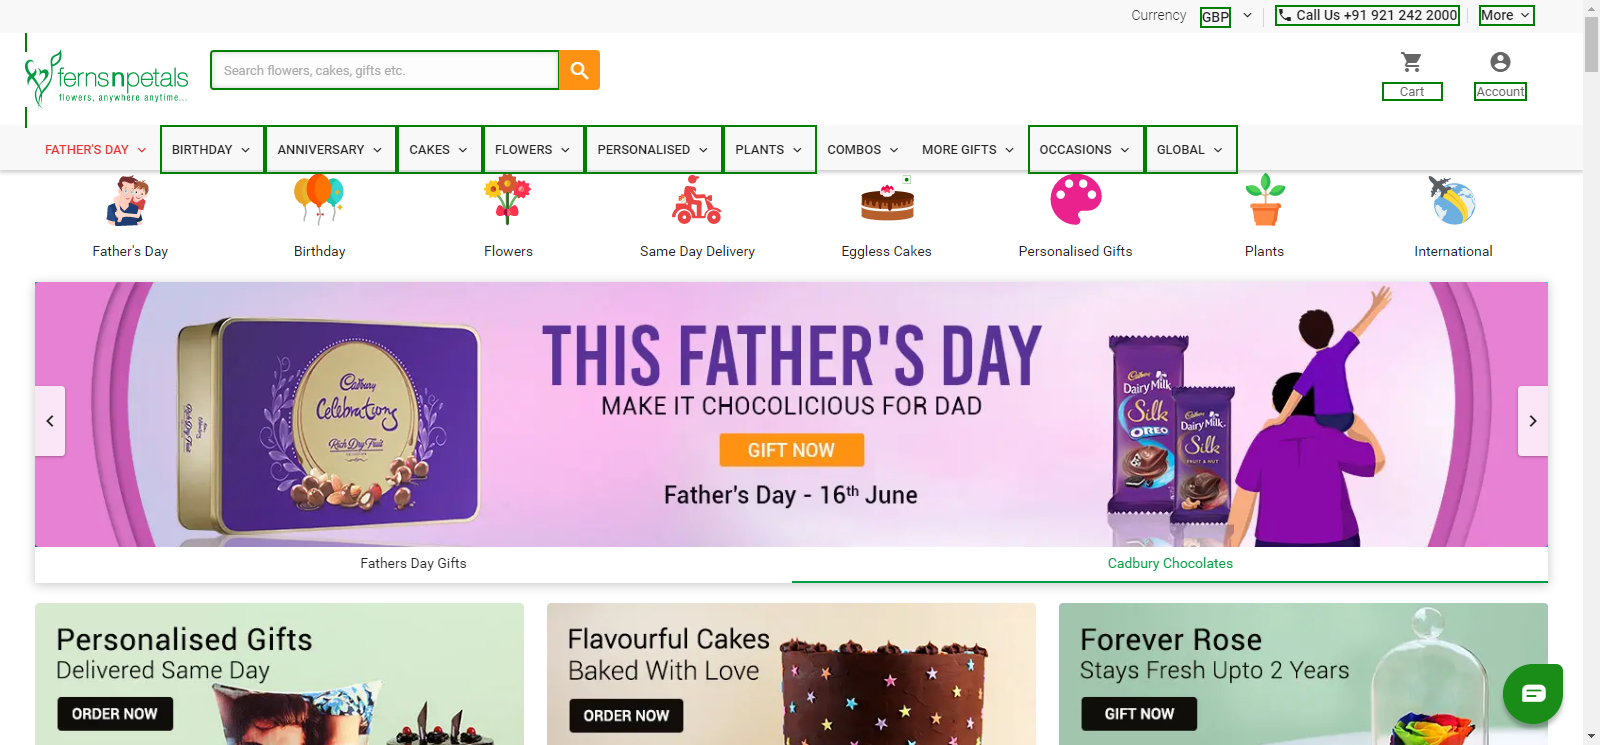 Currency GBP Call Us +91 921 242 2000 More
fernsnpetals
flowers, anywhere anytime...
Search flowers, cakes, gifts etc.
Cart Account
FATHER'S DAY BIRTHDAY ANNIVERSARY CAKES FLOWERS PERSONALISED PLANTS COMBOS MORE GIFTS OCCASIONS GLOBAL
Father's Day Birthday Flowers Same Day Delivery Eggless Cakes Personalised Gifts Plants International
THIS FATHER'S DAY
MAKE IT CHOCOLICIOUS FOR DAD
GIFT NOW
Father's Day - 16th June
Cadbury
Celebrations
Rich Dry Fruit
COLLECTION
Cadbury
Dairy Milk
Silk
OREO
Cadbury
Dairy Milk
Silk
FRUIT & NUT
Fathers Day Gifts Cadbury Chocolates
Personalised Gifts
Delivered Same Day
ORDER NOW
Flavourful Cakes
Baked With Love
ORDER NOW
Forever Rose
Stays Fresh Upto 2 Years
GIFT NOW